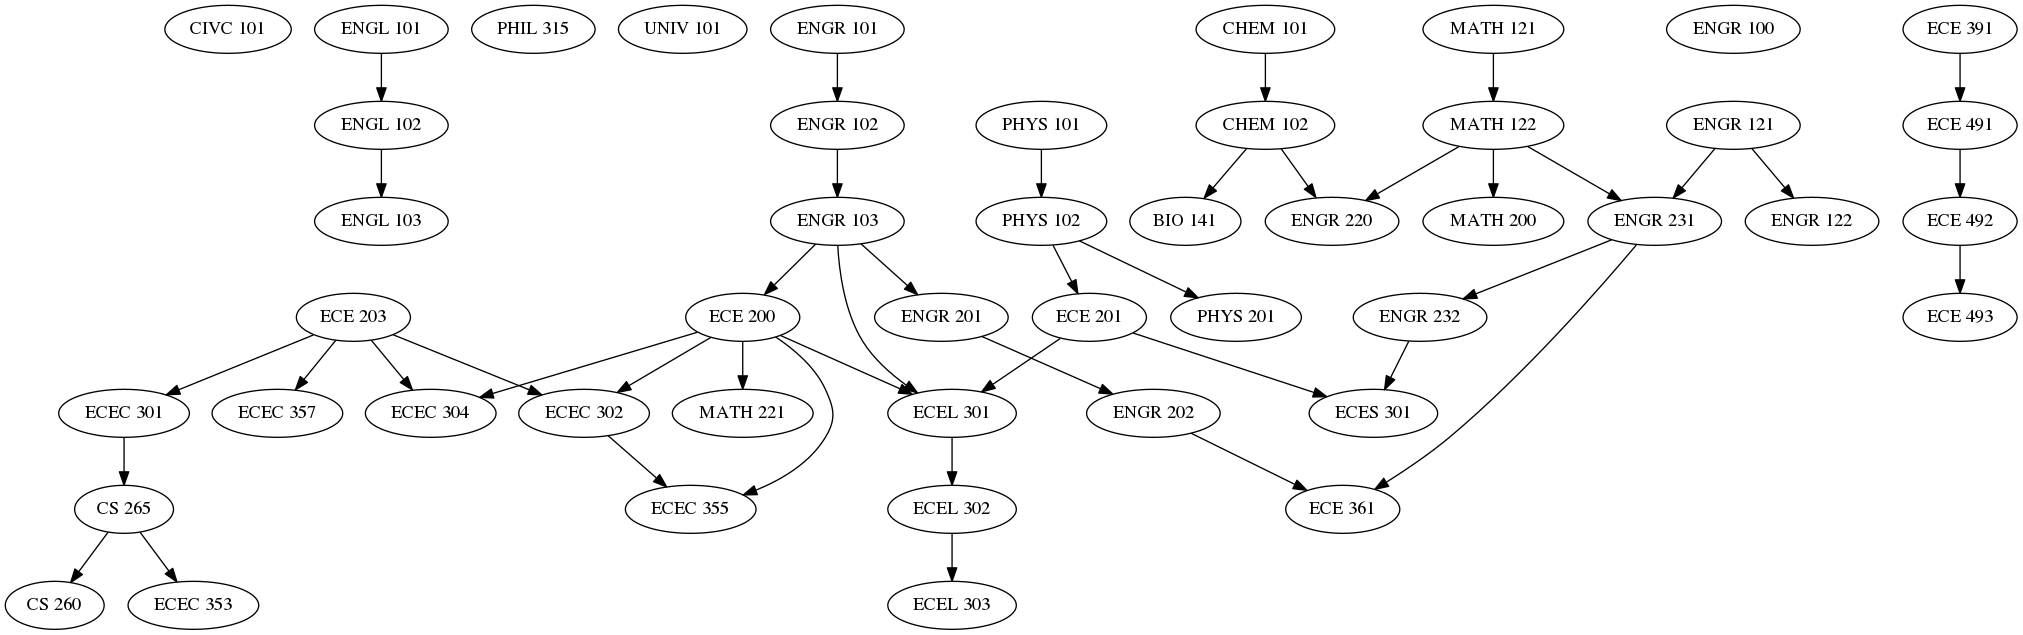 CIVC 101
ENGL 101
PHIL 315
UNIV 101
ENGR 101
CHEM 101
MATH 121
ENGR 100
ECE 391
ENGL 102
ENGR 102
PHYS 101
CHEM 102
MATH 122
ENGR 121
ECE 491
ENGL 103
ENGR 103
PHYS 102
BIO 141
ENGR 220
MATH 200
ENGR 231
ENGR 122
ECE 492
ECE 203
ECE 200
ENGR 201
ECE 201
PHYS 201
ENGR 232
ECE 493
ECEC 301
ECEC 357
ECEC 304
ECEC 302
MATH 221
ECEL 301
ENGR 202
ECES 301
CS 265
ECEC 355
ECEL 302
ECE 361
CS 260
ECEC 353
ECEL 303